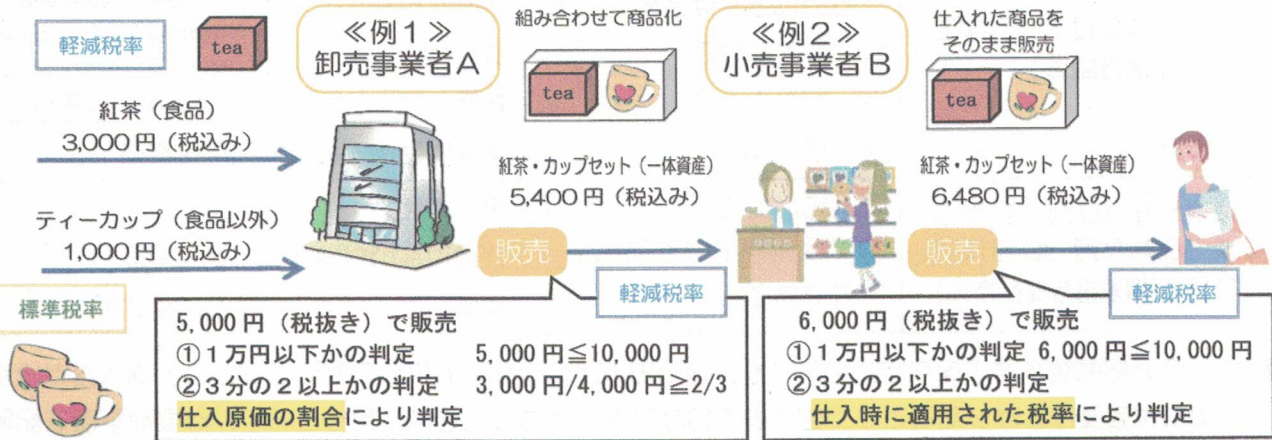 軽減税率
tea
≪例1≫
卸売事業者A
組み合わせて商品化
tea
≪例2≫
小売事業者B
仕入れた商品を
そのまま販売
tea
紅茶（食品）
3,000円（税込み）
ティーカップ（食品以外）
1,000円（税込み）
紅茶・カップセット（一体資産）
5,400円（税込み）
紅茶・カップセット（一体資産）
6,480円（税込み）
販売
販売
軽減税率
軽減税率
標準税率
5,000円（税抜き）で販売
①1万円以下かの判定 5,000円≦10,000円
②3分の2以上かの判定 3,000円/4,000円≧2/3
仕入原価の割合により判定
6,000円（税抜き）で販売
①1万円以下かの判定 6,000円≦10,000円
②3分の2以上かの判定
仕入時に適用された税率により判定